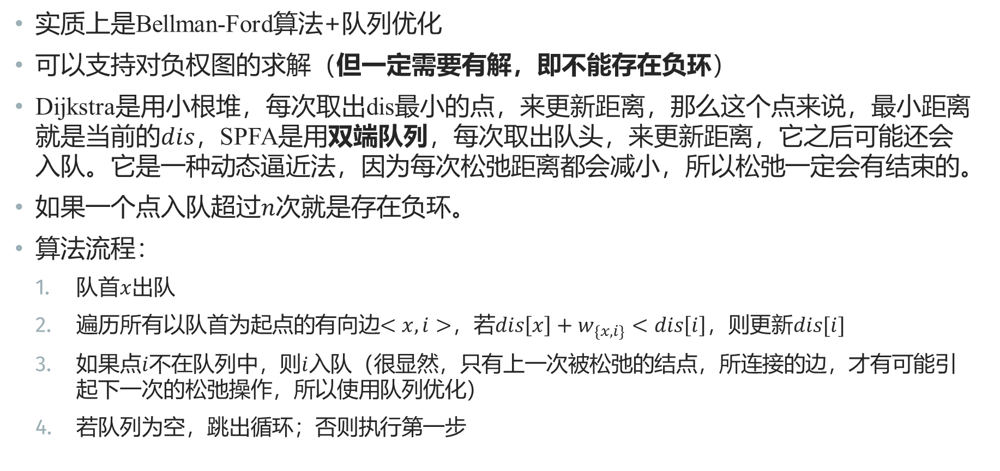 • 实质上是Bellman-Ford算法+队列优化
• 可以支持对负权图的求解（但一定需要有解，即不能存在负环）
• Dijkstra是用小根堆，每次取出dis最小的点，来更新距离，那么这个点来说，最小距离
就是当前的dis，SPFA是用双端队列，每次取出队头，来更新距离，它之后可能还会
入队。它是一种动态逼近法，因为每次松弛距离都会减小，所以松弛一定会有结束的。
• 如果一个点入队超过n次就是存在负环。
• 算法流程：
1. 队首x出队
2. 遍历所有以队首为起点的有向边< x, i >，若dis[x] + w_{x,i} < dis[i]，则更新dis[i]
3. 如果点i不在队列中，则i入队（很显然，只有上一次被松弛的结点，所连接的边，才有可能引
起下一次的松弛操作，所以使用队列优化）
4. 若队列为空，跳出循环；否则执行第一步